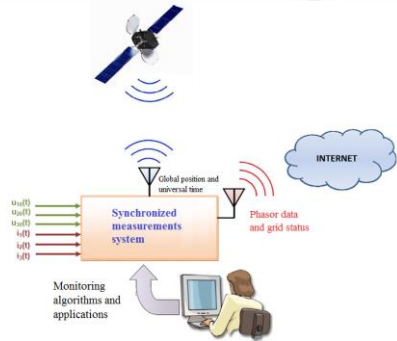 INTERNET
Global position and
universal time
Synchronized
measurements
system
Phasor data
and grid status
u₁₀(t)
u₂₀(t)
u₃₀(t)
i₁(t)
i₂(t)
i₃(t)
Monitoring
algorithms and
applications